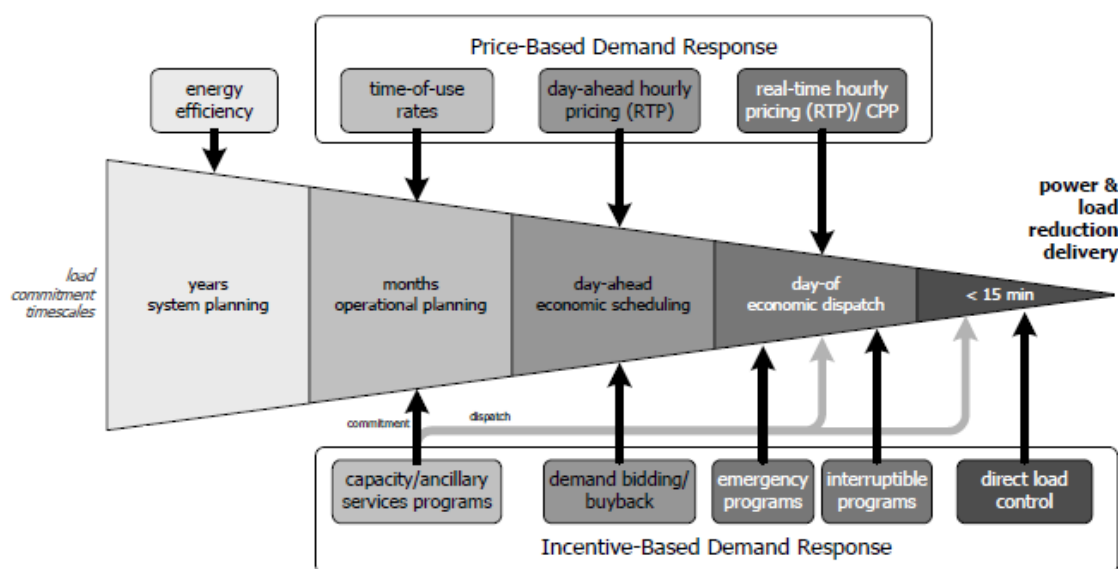 Price-Based Demand Response
energy
efficiency
time-of-use
rates
day-ahead hourly
pricing (RTP)
real-time hourly
pricing (RTP)/ CPP
power &
load
reduction
delivery
load
commitment
timescales
years
system planning
months
operational planning
day-ahead
economic scheduling
day-of
economic dispatch
< 15 min
commitment
dispatch
capacity/ancillary
services programs
demand bidding/
buyback
emergency
programs
interruptible
programs
direct load
control
Incentive-Based Demand Response